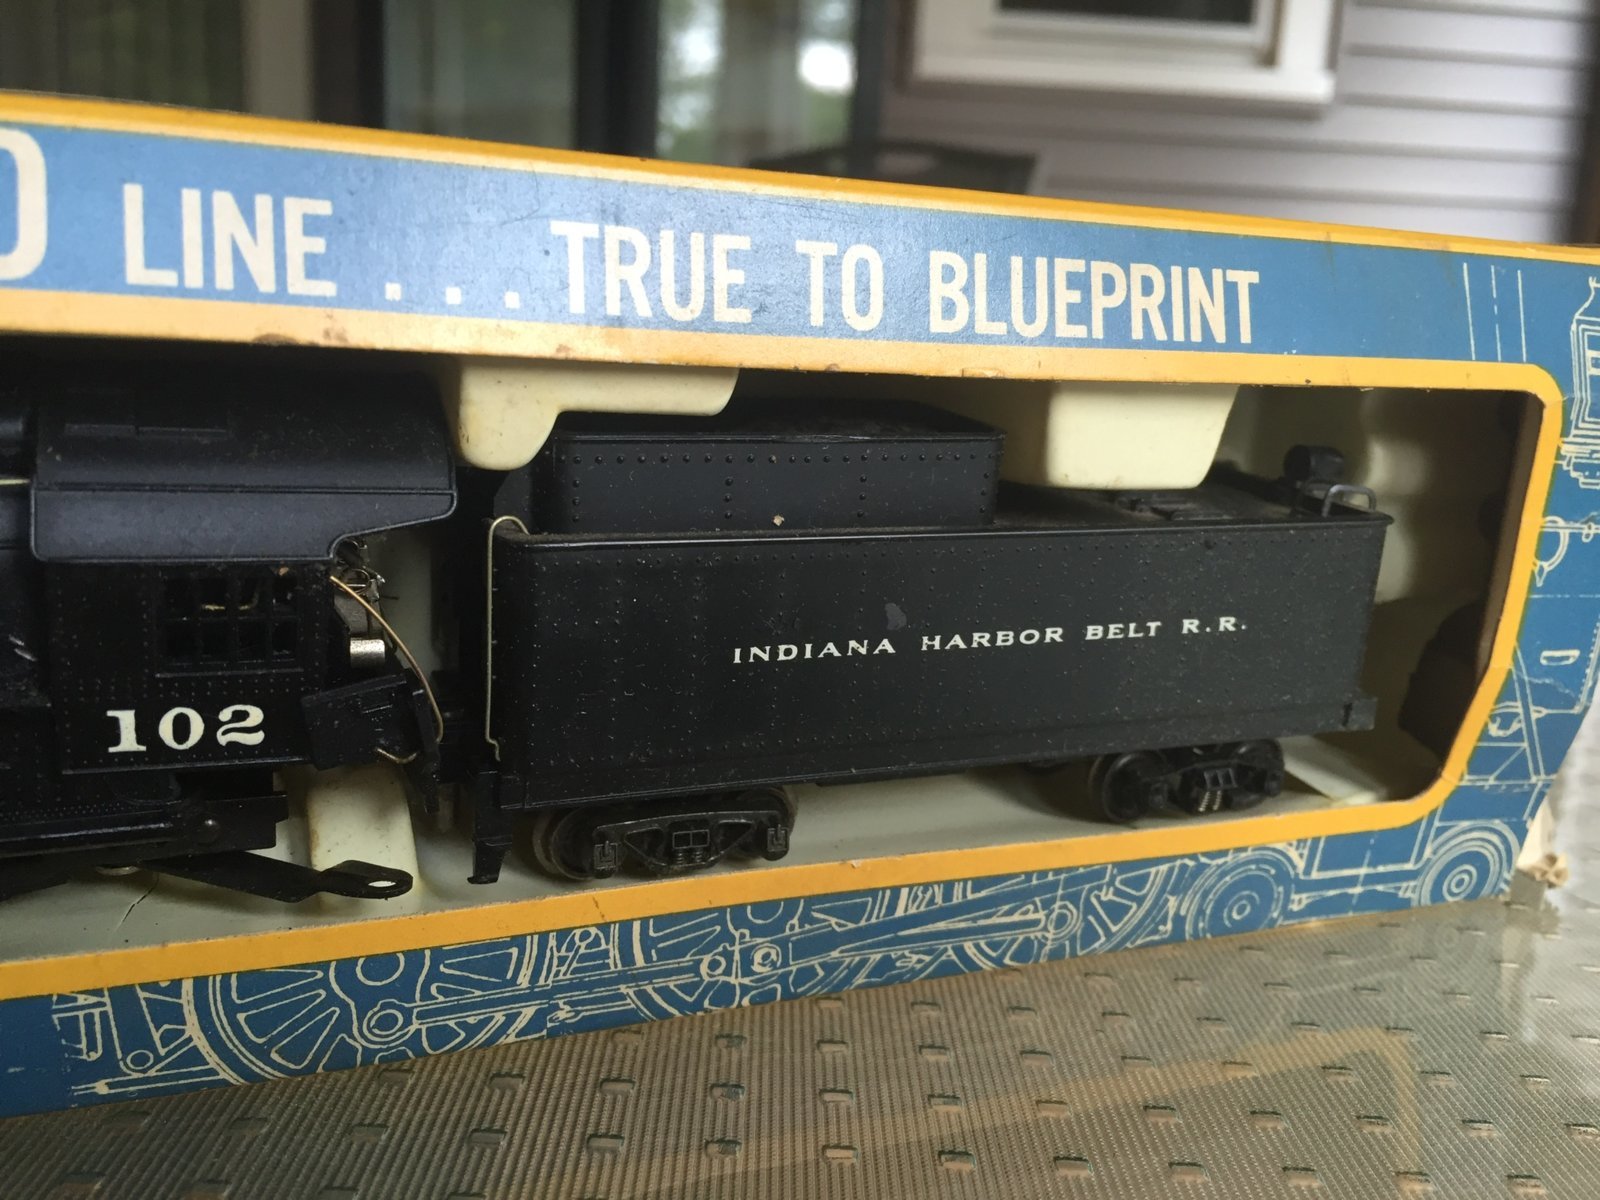 LINE . . . TRUE TO BLUEPRINT
102
INDIANA HARBOR BELT R.R.